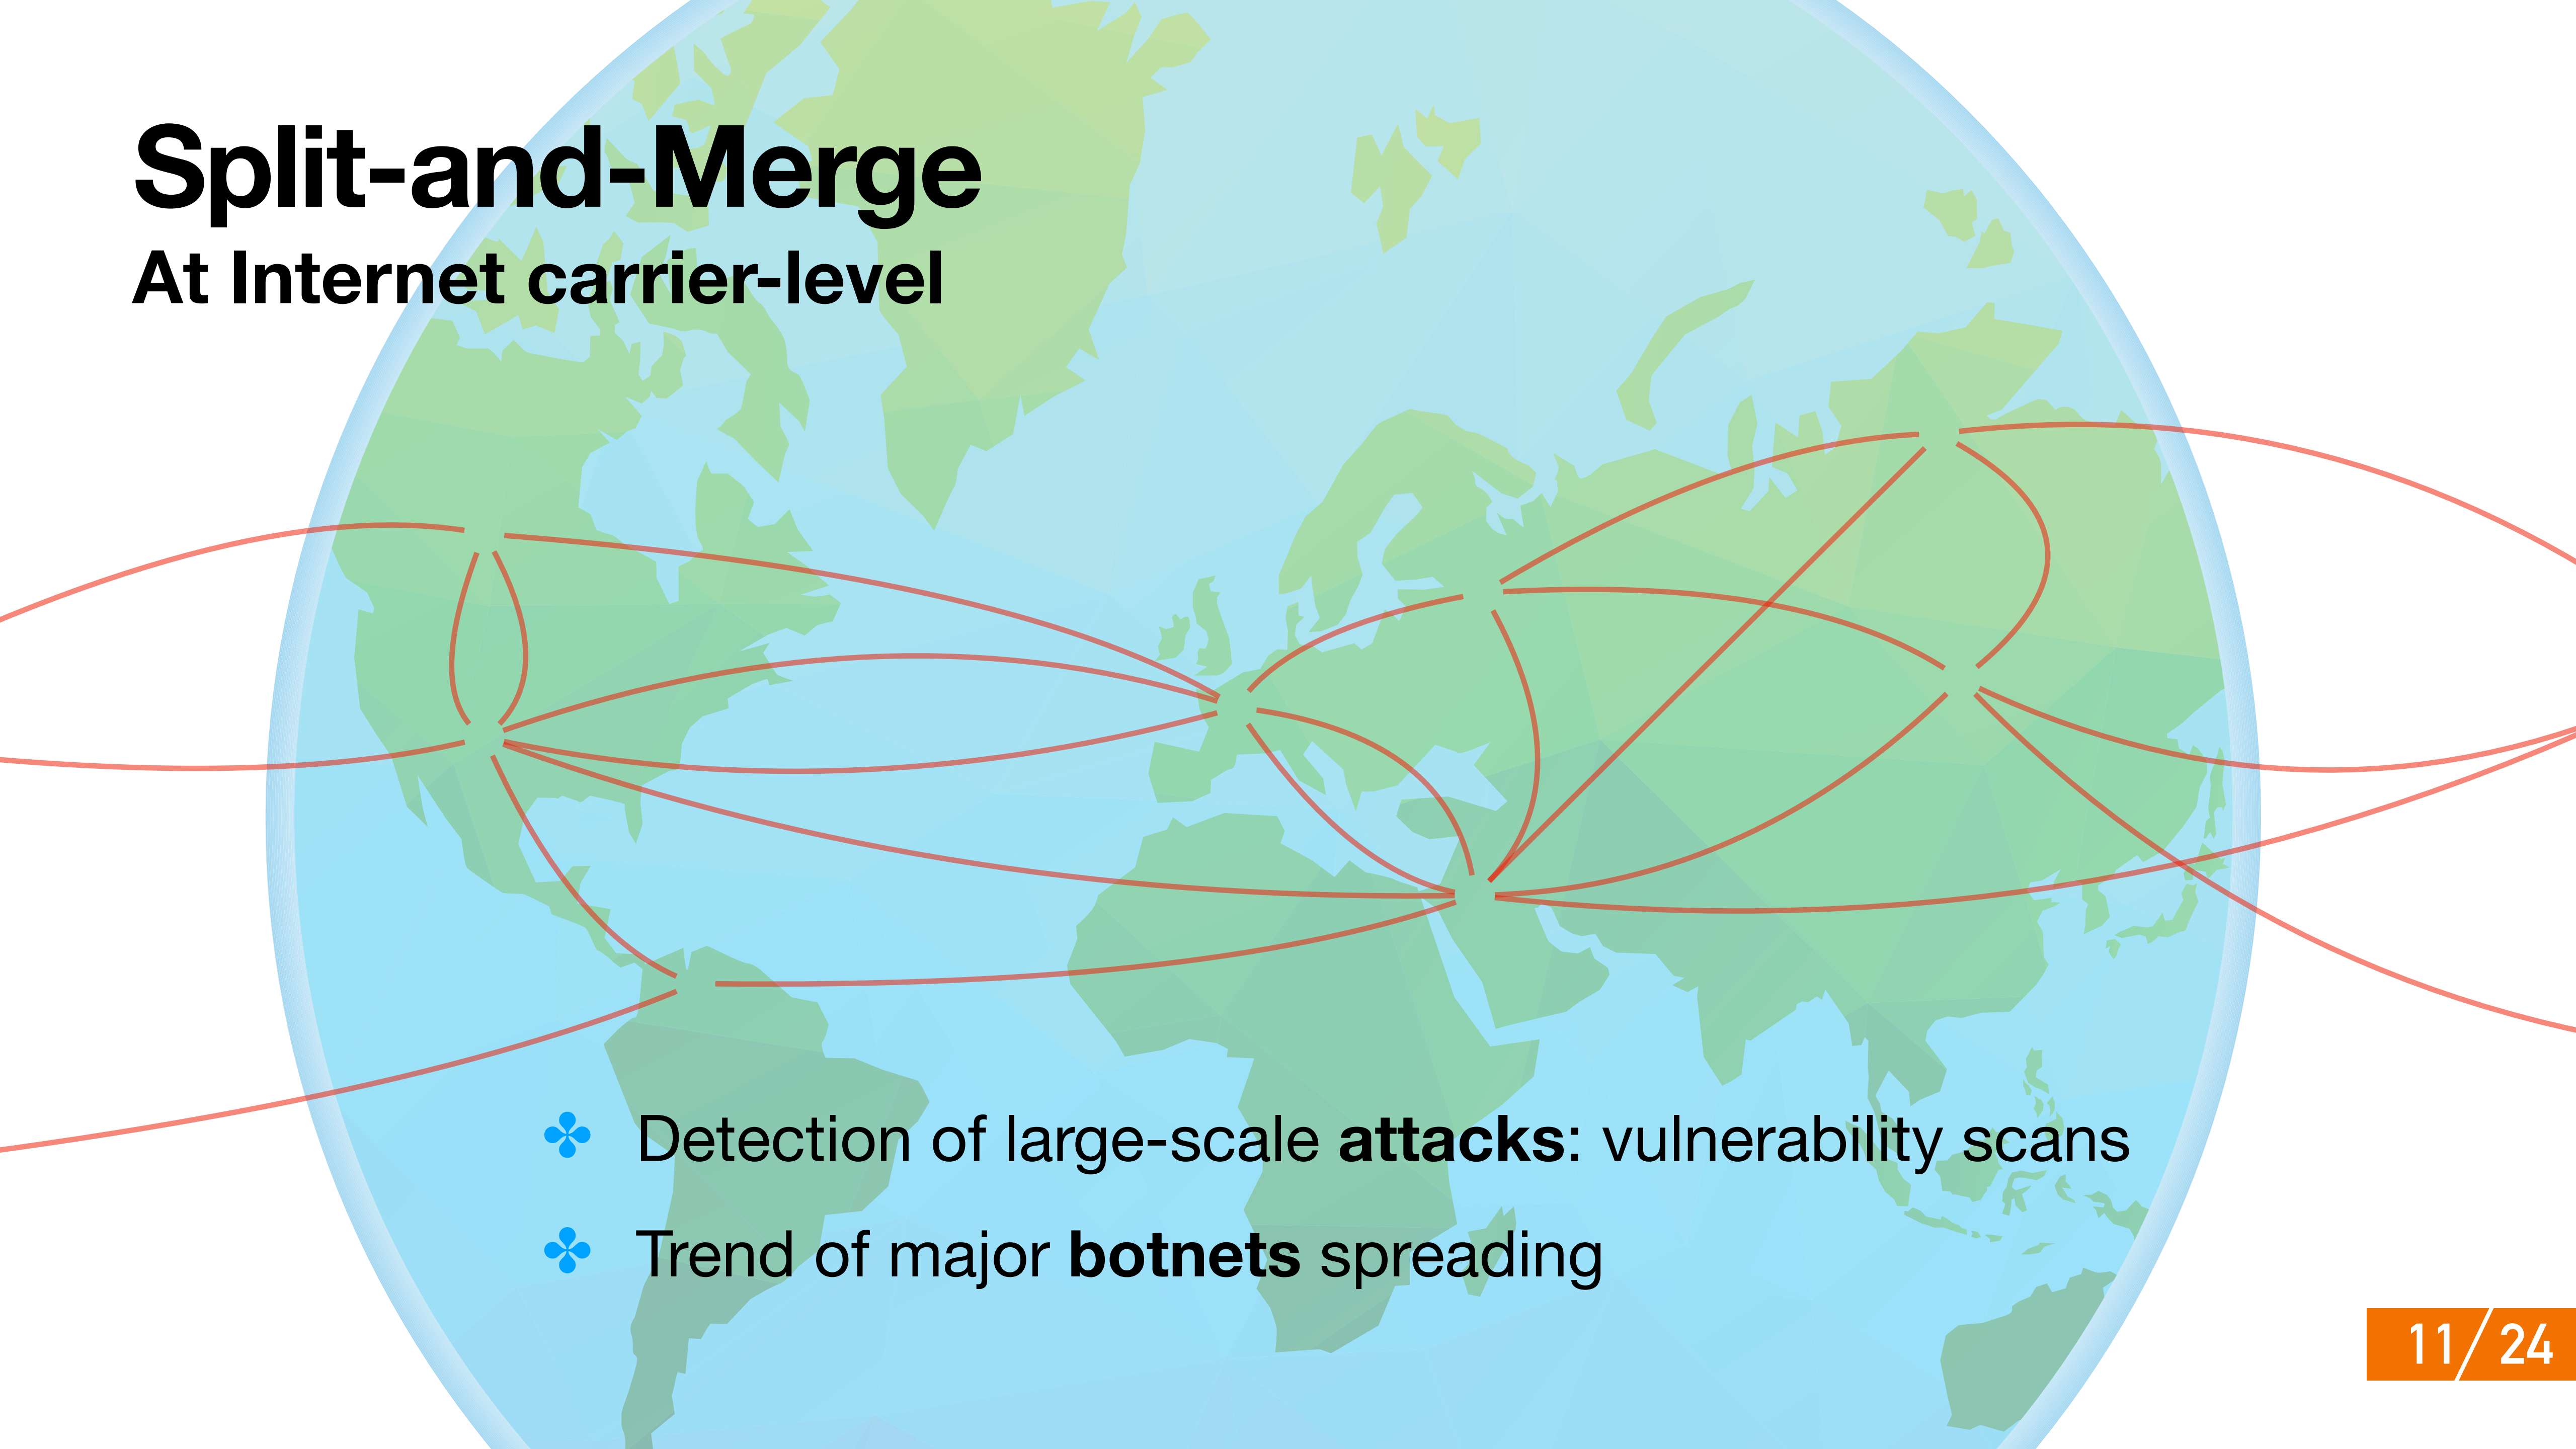 Split-and-Merge
At Internet carrier-level
✤ Detection of large-scale attacks: vulnerability scans
✤ Trend of major botnets spreading
11/24